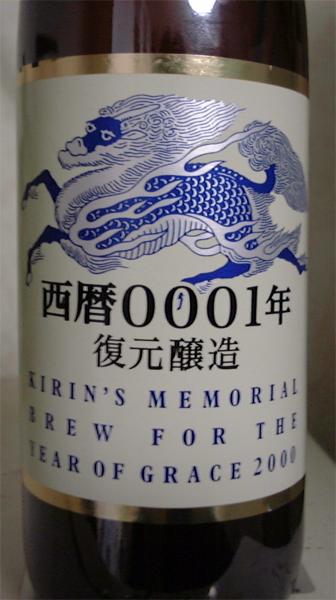 西暦0001年
復元醸造
KIRIN'S MEMORIAL
BREW FOR THE
YEAR OF GRACE 2000